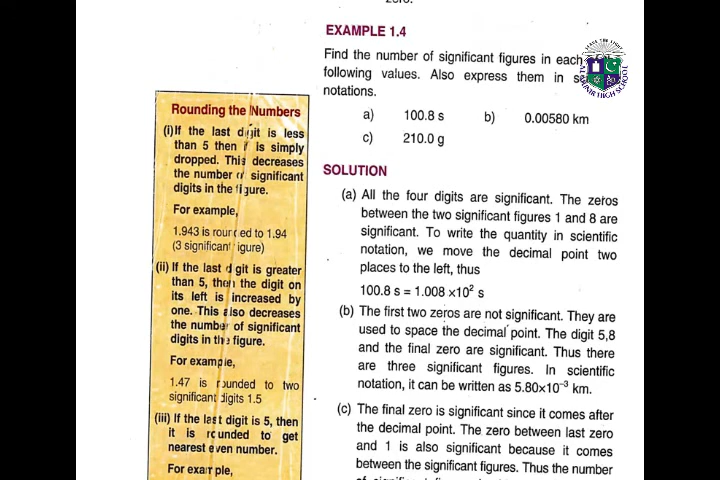 zero.
EXAMPLE 1.4
Find the number of significant figures in each
following values. Also express them in
notations.
a) 100.8 s b) 0.00580 km
c) 210.0 g
SOLUTION
(a) All the four digits are significant. The zeros
between the two significant figures 1 and 8 are
significant. To write the quantity in scientific
notation, we move the decimal point two
places to the left, thus
100.8 s = 1.008 ×10² s
(b) The first two zeros are not significant. They are
used to space the decimal point. The digit 5,8
and the final zero are significant. Thus there
are three significant figures. In scientific
notation, it can be written as 5.80×10⁻³ km.
(c) The final zero is significant since it comes after
the decimal point. The zero between last zero
and 1 is also significant because it comes
between the significant figures. Thus the number
Rounding the Numbers
(i) If the last digit is less
than 5 then it is simply
dropped. This decreases
the number of significant
digits in the figure.
For example,
1.943 is rounded to 1.94
(3 significant figure)
(ii) If the last digit is greater
than 5, then the digit on
its left is increased by
one. This also decreases
the number of significant
digits in the figure.
For example,
1.47 is rounded to two
significant digits 1.5
(iii) If the last digit is 5, then
it is rounded to get
nearest even number.
For example,
HIGH SCHOOL